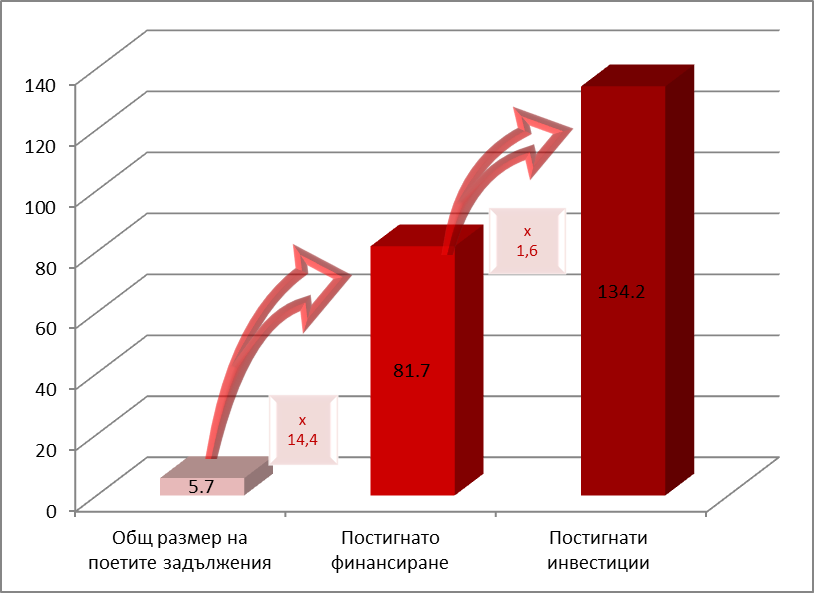 140
120
100
80
60
40
20
0
5.7
x
14,4
81.7
x
1,6
134.2
Общ размер на
поетите задължения
Постигнато
финансиране
Постигнати
инвестиции